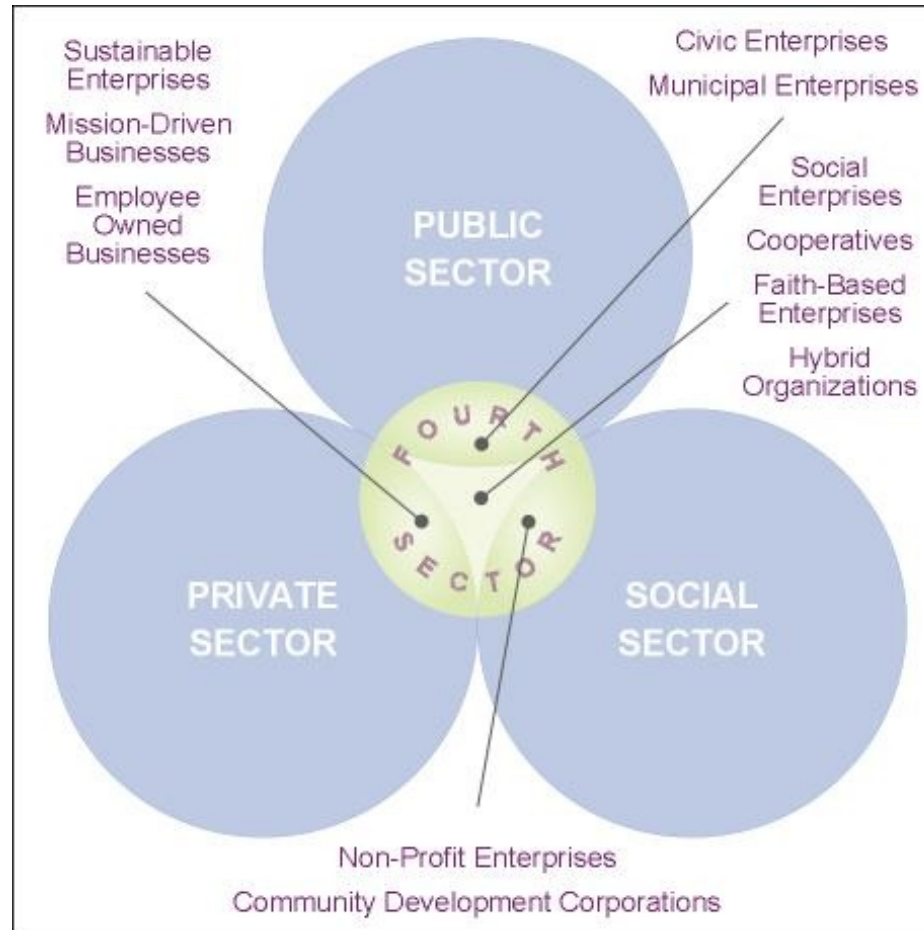 Sustainable
Enterprises
Mission-Driven
Businesses
Employee
Owned
Businesses
Civic Enterprises
Municipal Enterprises
Social
Enterprises
Cooperatives
Faith-Based
Enterprises
Hybrid
Organizations
PUBLIC
SECTOR
FOURTH
SECTOR
PRIVATE
SECTOR
SOCIAL
SECTOR
Non-Profit Enterprises
Community Development Corporations